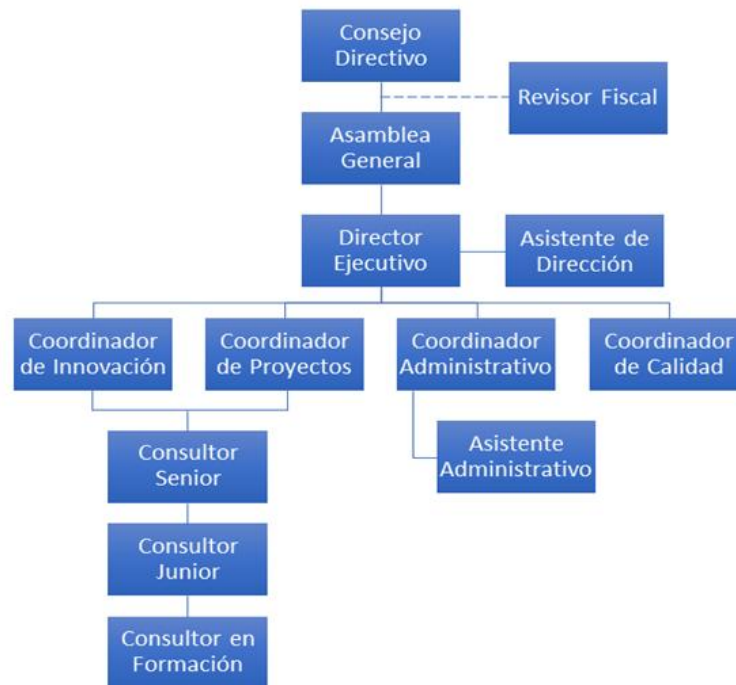 Consejo
Directivo
Revisor Fiscal
Asamblea
General
Director
Ejecutivo
Asistente de
Dirección
Coordinador
de Innovación
Coordinador
de Proyectos
Coordinador
Administrativo
Coordinador
de Calidad
Consultor
Senior
Asistente
Administrativo
Consultor
Junior
Consultor en
Formación